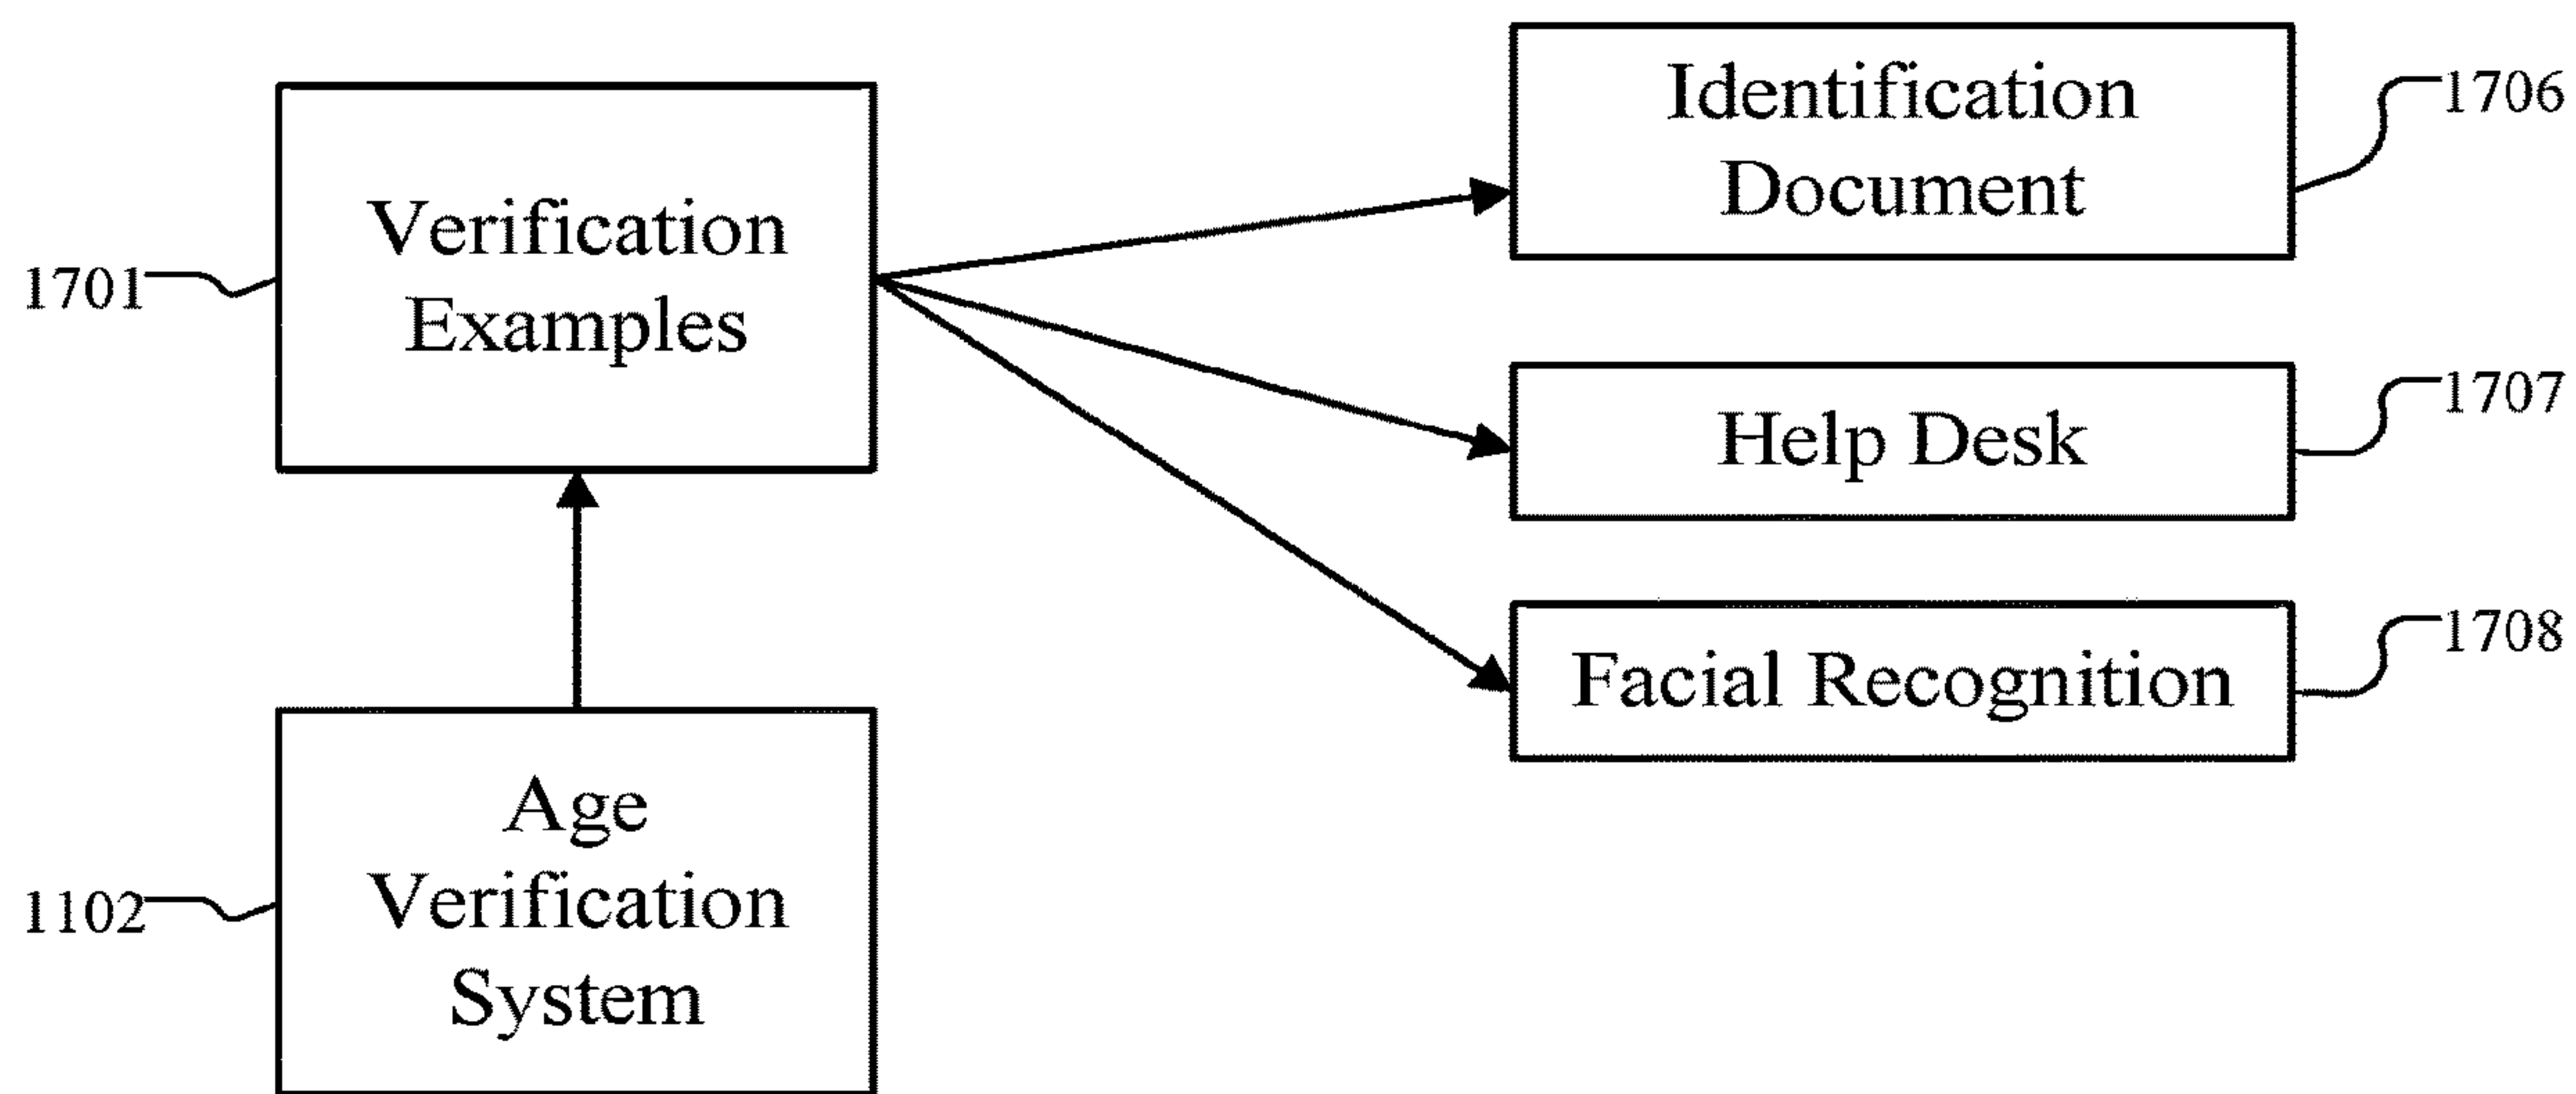 Verification
Examples
1701
Age
Verification
System
1102
Identification
Document
1706
Help Desk
1707
Facial Recognition
1708